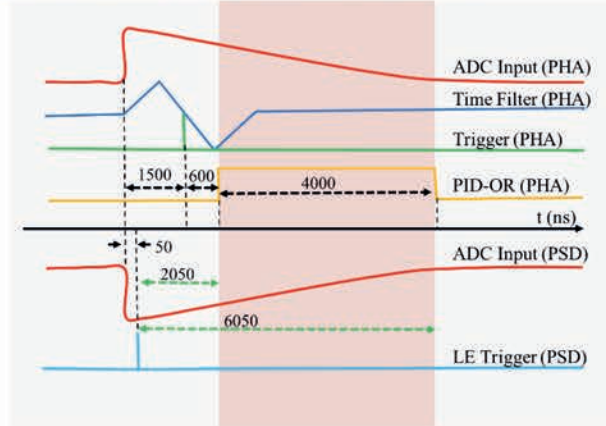 ADC Input (PHA)
Time Filter (PHA)
Trigger (PHA)
1500
600
4000
PID-OR (PHA)
t (ns)
50
ADC Input (PSD)
2050
6050
LE Trigger (PSD)